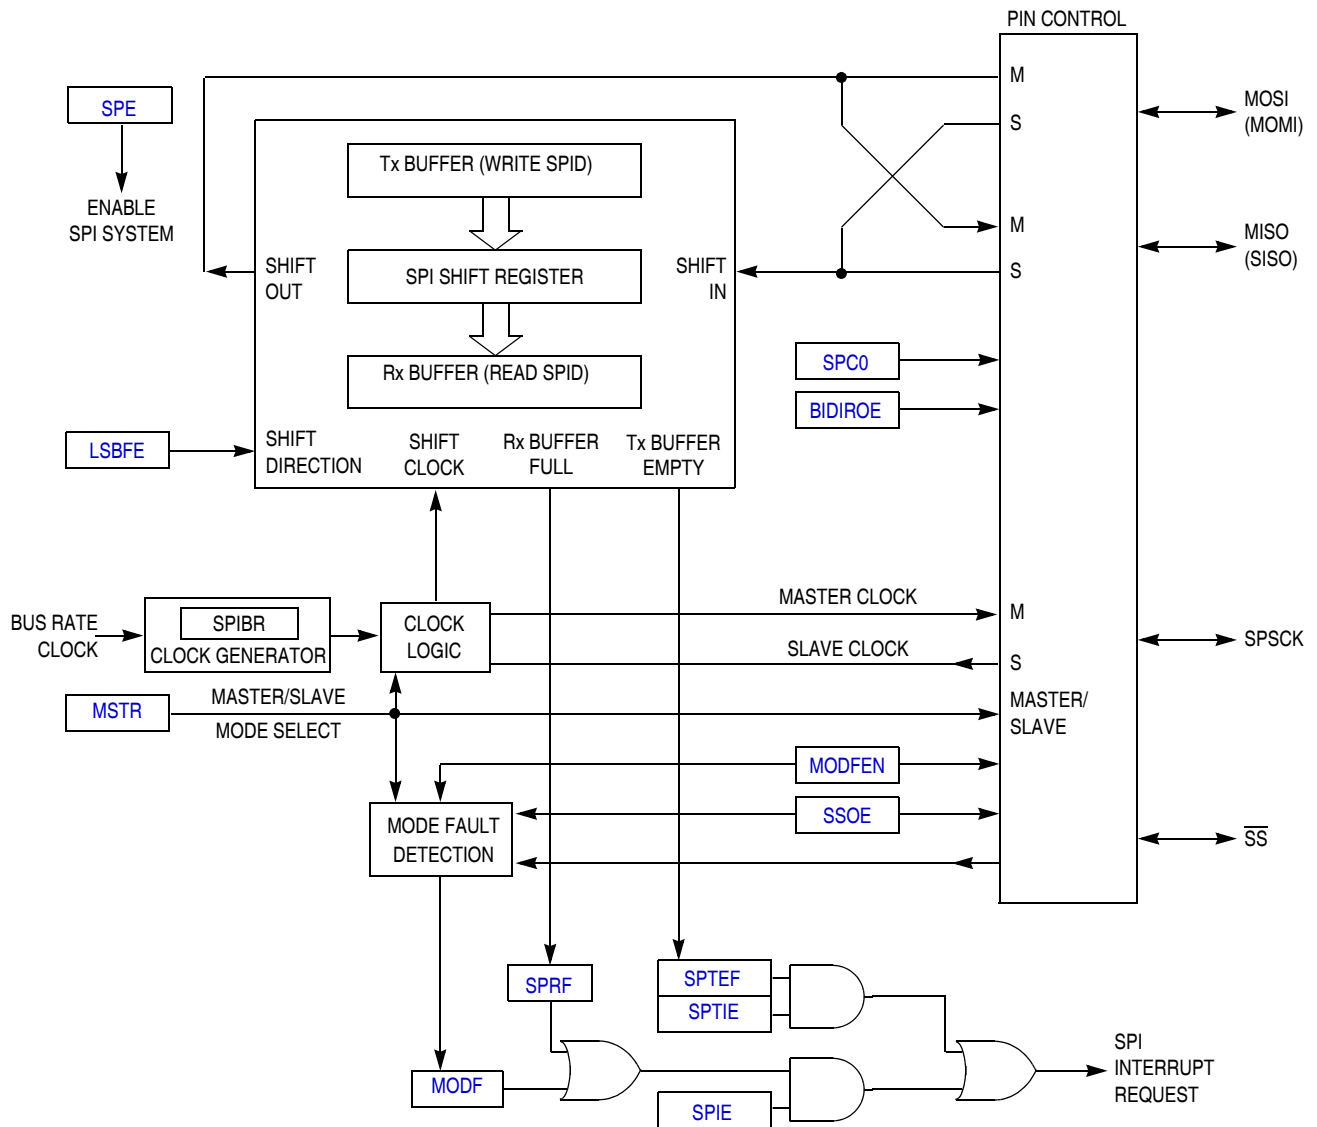 PIN CONTROL
M
SPE
MOSI
(MOMI)
S
Tx BUFFER (WRITE SPID)
ENABLE
SPI SYSTEM
M
MISO
(SISO)
SHIFT
OUT
SPI SHIFT REGISTER
SHIFT
IN
S
SPC0
Rx BUFFER (READ SPID)
BIDIROE
LSBFE
SHIFT
DIRECTION
SHIFT
CLOCK
Rx BUFFER
FULL
Tx BUFFER
EMPTY
BUS RATE
CLOCK
SPIBR
CLOCK GENERATOR
CLOCK
LOGIC
MASTER CLOCK
M
SLAVE CLOCK
S
SPSCK
MSTR
MASTER/SLAVE
MODE SELECT
MASTER/
SLAVE
MODFEN
SSOE
MODE FAULT
DETECTION
SS
SPRF
SPTEF
SPTIE
SPI
INTERRUPT
REQUEST
MODF
SPIE